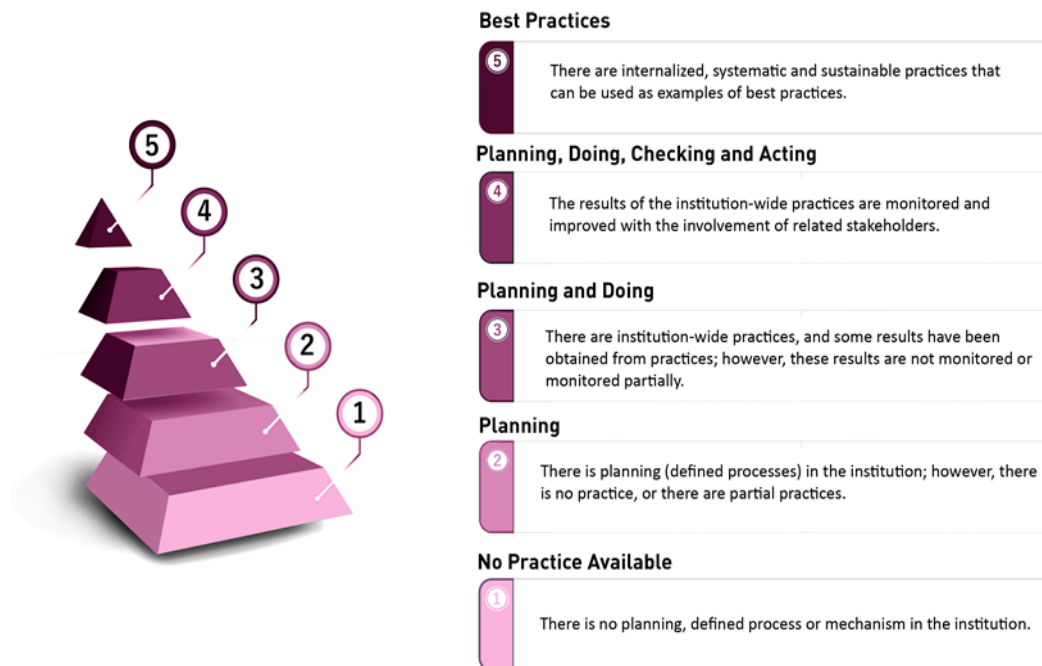 5
4
3
2
1
Best Practices
5
There are internalized, systematic and sustainable practices that
can be used as examples of best practices.
Planning, Doing, Checking and Acting
4
The results of the institution-wide practices are monitored and
improved with the involvement of related stakeholders.
Planning and Doing
3
There are institution-wide practices, and some results have been
obtained from practices; however, these results are not monitored or
monitored partially.
Planning
2
There is planning (defined processes) in the institution; however, there
is no practice, or there are partial practices.
No Practice Available
1
There is no planning, defined process or mechanism in the institution.